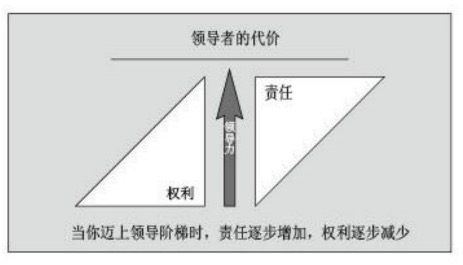 领导者的代价
责任
领导力
权利
当你迈上领导阶梯时，责任逐步增加，权利逐步减少